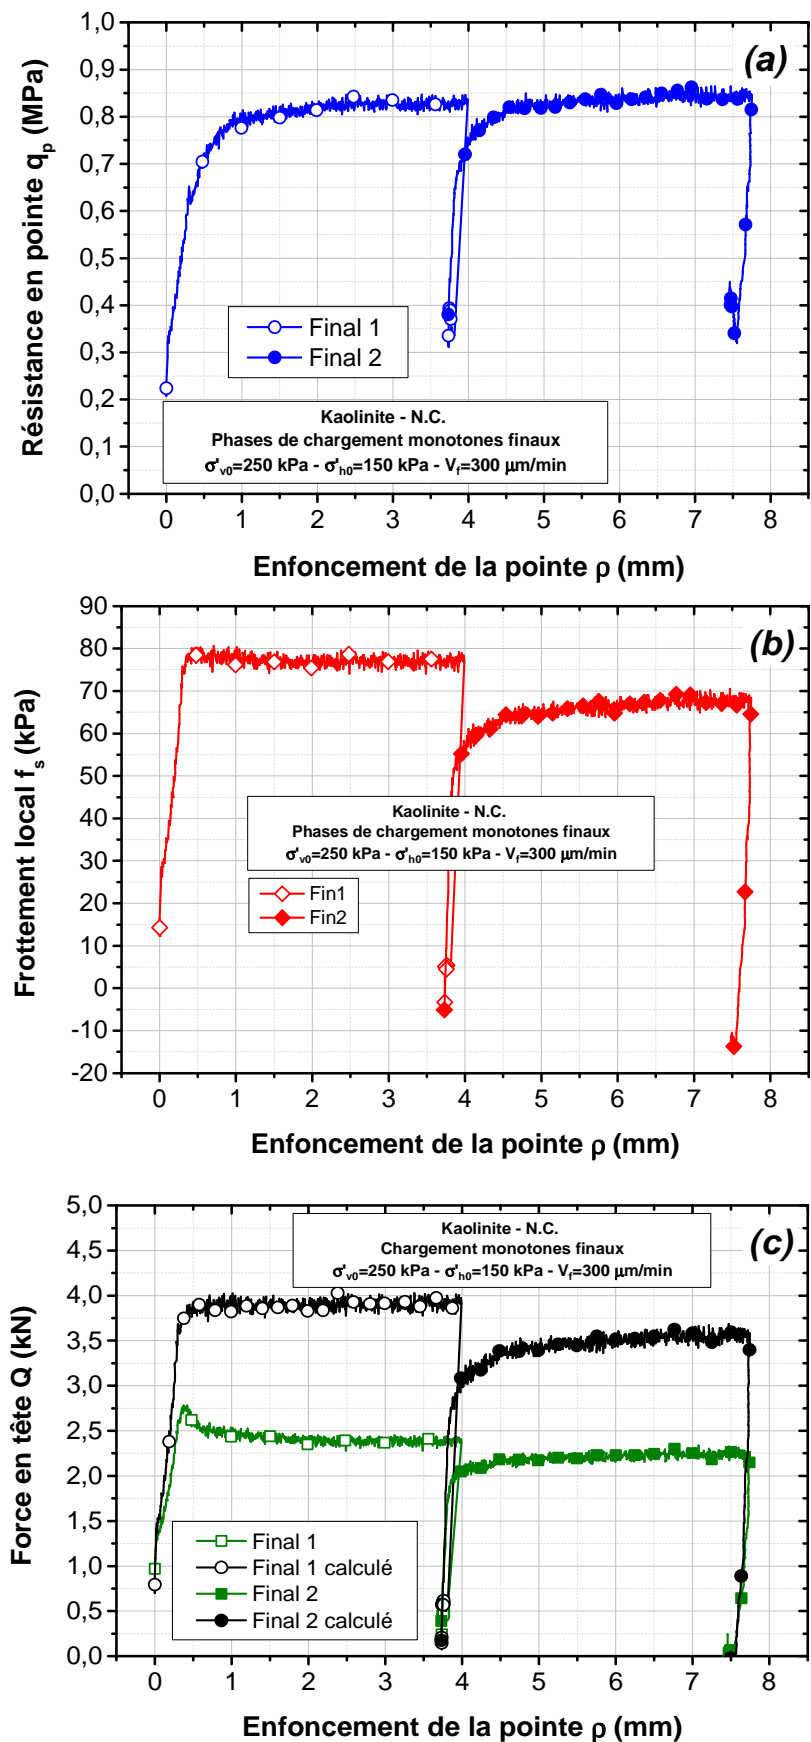 (a)
Résistance en pointe q_p (MPa)
1,0
0,9
0,8
0,7
0,6
0,5
0,4
0,3
0,2
0,1
0,0
Final 1
Final 2
Kaolinite - N.C.
Phases de chargement monotones finaux
σ'v0=250 kPa - σ'h0=150 kPa - Vf=300 µm/min
0 1 2 3 4 5 6 7 8
Enfoncement de la pointe ρ (mm)
(b)
Frottement local f_s (kPa)
90
80
70
60
50
40
30
20
10
0
-10
-20
Kaolinite - N.C.
Phases de chargement monotones finaux
σ'v0=250 kPa - σ'h0=150 kPa - Vf=300 µm/min
Fin1
Fin2
0 1 2 3 4 5 6 7 8
Enfoncement de la pointe ρ (mm)
(c)
Force en tête Q (kN)
5,0
4,5
4,0
3,5
3,0
2,5
2,0
1,5
1,0
0,5
0,0
Kaolinite - N.C.
Chargement monotones finaux
σ'v0=250 kPa - σ'h0=150 kPa - Vf=300 µm/min
Final 1
Final 1 calculé
Final 2
Final 2 calculé
0 1 2 3 4 5 6 7 8
Enfoncement de la pointe ρ (mm)